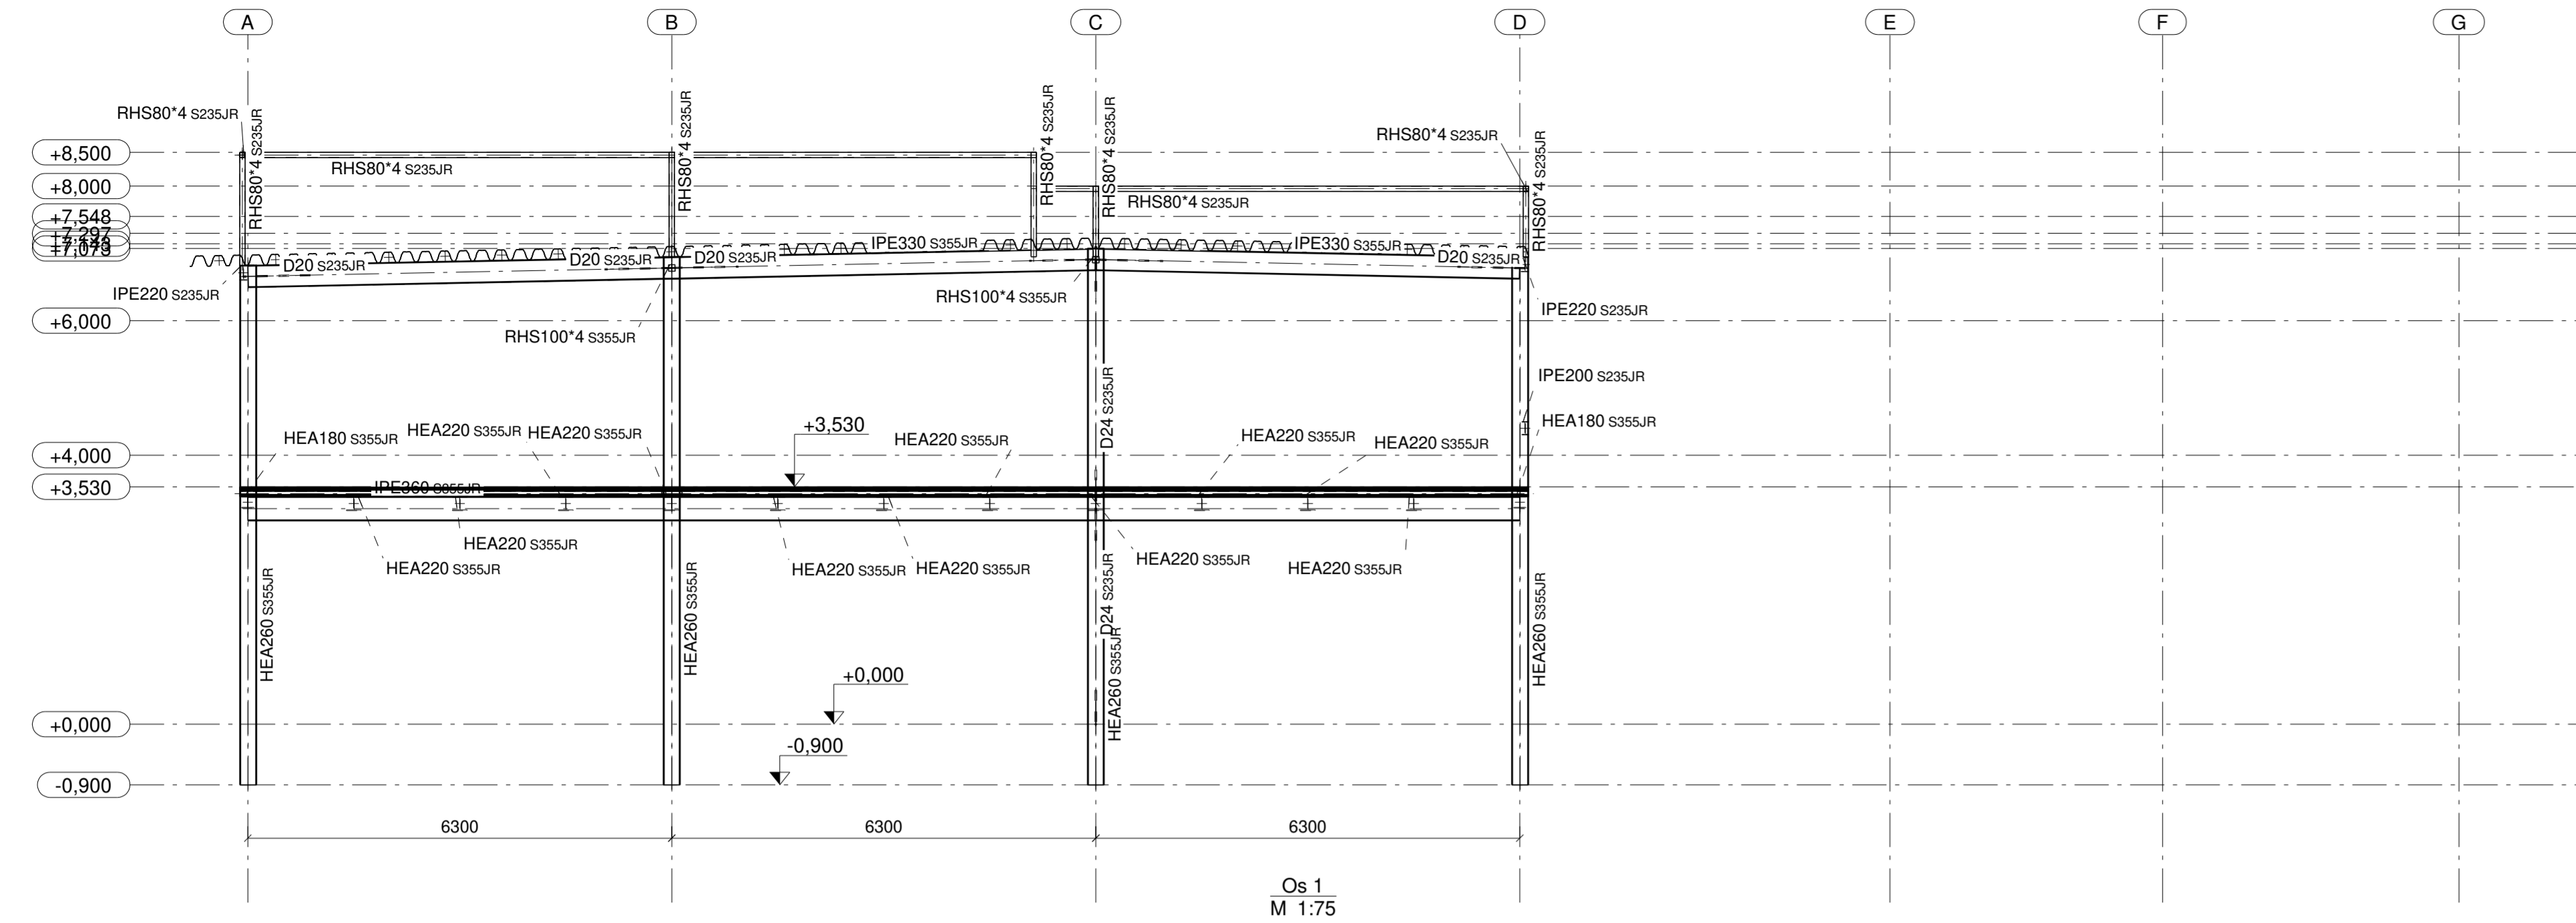 A
B
C
D
E
F
G
RHS80*4 S235JR
RHS80*4 S235JR
RHS80*4 S235JR
RHS80*4 S235JR
RHS80*4 S235JR
RHS80*4 S235JR
RHS80*4 S235JR
+8,500
RHS80*4 S235JR
+8,000
RHS80*4 S235JR
+7,548
+7,297
+7,143
+7,073
IPE330 S355JR
IPE330 S355JR
D20 S235JR
D20 S235JR
D20 S235JR
D20 S235JR
IPE220 S235JR
RHS100*4 S355JR
IPE220 S235JR
+6,000
RHS100*4 S355JR
IPE200 S235JR
D24 S235JR
HEA180 S355JR
+3,530
HEA180 S355JR
HEA220 S355JR
HEA220 S355JR
HEA220 S355JR
HEA220 S355JR
HEA220 S355JR
+4,000
+3,530
IPE360 S355JR
HEA220 S355JR
HEA220 S355JR
HEA220 S355JR
HEA220 S355JR
HEA220 S355JR
HEA220 S355JR
D24 S235JR
HEA260 S355JR
HEA260 S355JR
HEA260 S355JR
HEA260 S355JR
+0,000
+0,000
-0,900
-0,900
6300
6300
6300
Os 1
M 1:75